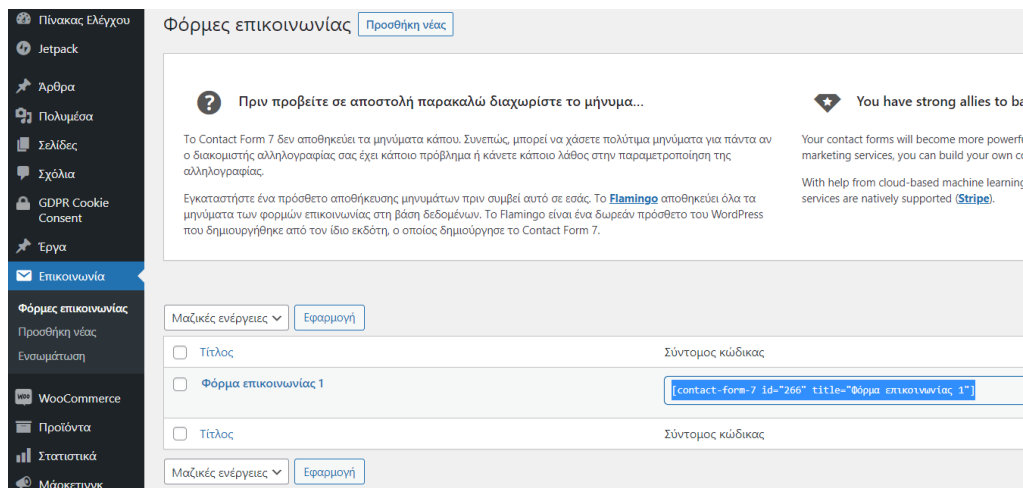 Πίνακας Ελέγχου
Jetpack
Άρθρα
Πολυμέσα
Σελίδες
Σχόλια
GDPR Cookie
Consent
Έργα
Επικοινωνία
Φόρμες επικοινωνίας
Προσθήκη νέας
Ενσωμάτωση
WooCommerce
Προϊόντα
Στατιστικά
Μάρκετινγκ
Φόρμες επικοινωνίας Προσθήκη νέας
Πριν προβείτε σε αποστολή παρακαλώ διαχωρίστε το μήνυμα...
Το Contact Form 7 δεν αποθηκεύει τα μηνύματα κάπου. Συνεπώς, μπορεί να χάσετε πολύτιμα μηνύματα για πάντα αν
ο διακομιστής αλληλογραφίας σας έχει κάποιο πρόβλημα ή κάνετε κάποιο λάθος στην παραμετροποίηση της
αλληλογραφίας.
Εγκαταστήστε ένα πρόσθετο αποθήκευσης μηνυμάτων πριν συμβεί αυτό σε εσάς. Το Flamingo αποθηκεύει όλα τα
μηνύματα των φορμών επικοινωνίας στη βάση δεδομένων. Το Flamingo είναι ένα δωρεάν πρόσθετο του WordPress
που δημιουργήθηκε από τον ίδιο εκδότη, ο οποίος δημιούργησε το Contact Form 7.
You have strong allies to ba
Your contact forms will become more powerfu
marketing services, you can build your own co
With help from cloud-based machine learning
services are natively supported (Stripe).
Μαζικές ενέργειες Εφαρμογή
Τίτλος Σύντομος κώδικας
Φόρμα επικοινωνίας 1 [contact-form-7 id="266" title="Φόρμα επικοινωνίας 1"]
Τίτλος Σύντομος κώδικας
Μαζικές ενέργειες Εφαρμογή